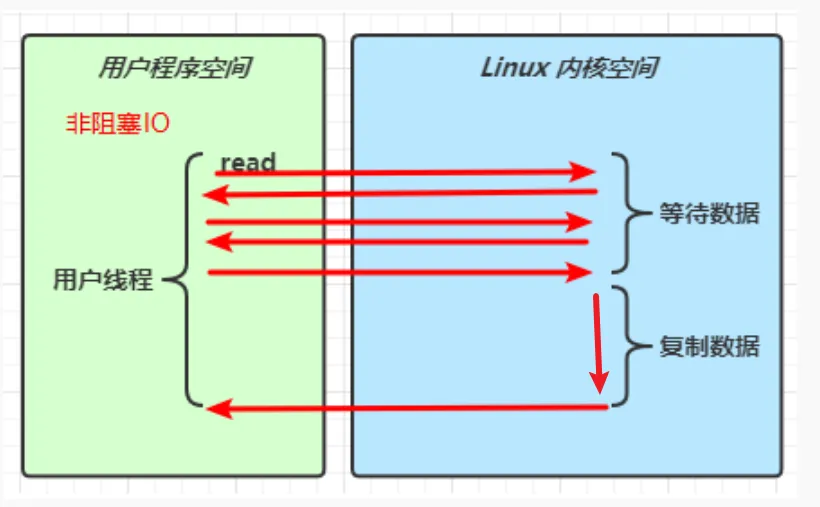 用户程序空间
Linux 内核空间
非阻塞IO
read
等待数据
用户线程
复制数据